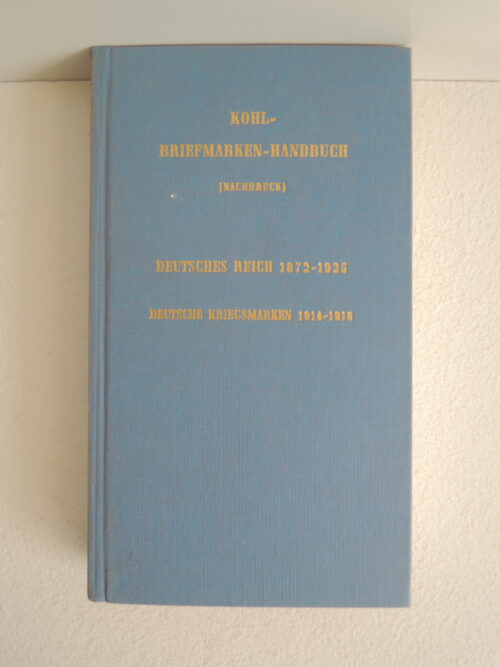 KOHL-
BRIEFMARKEN-HANDBUCH
(NACHDRUCK)
DEUTSCHES REICH 1872-1925
DEUTSCHE KRIEGSMARKEN 1914-1918